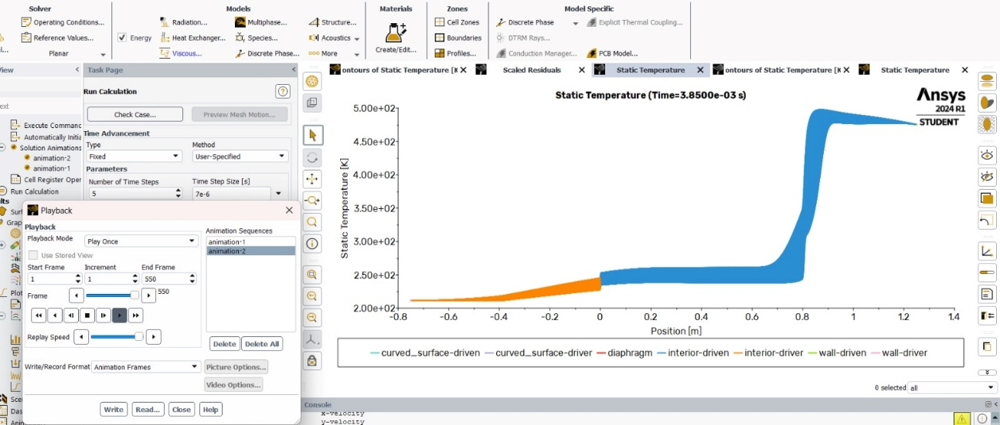 Solver
Models
Materials
Zones
Model Specific
Operating Conditions...
Radiation...
Multiphase...
Structure...
Cell Zones
Discrete Phase
Explicit Thermal Coupling...
Reference Values...
Energy
Heat Exchanger...
Species...
Acoustics
Boundaries
DTRM Rays...
Planar
Viscous...
Discrete Phase...
More
Create/Edit...
Profiles...
Conduction Manager...
PCB Model...
Task Page
ontours of Static Temperature [K
Scaled Residuals
Static Temperature
ontours of Static Temperature [K
Static Temperature
Run Calculation
Check Case...
Preview Mesh Motion...
Execute Command
Automatically Initia
Solution Animations
animation-2
animation-1
Cell Register Oper
Run Calculation
Time Advancement
Type
Method
Fixed
User-Specified
Parameters
Number of Time Steps
Time Step Size [s]
5
7e-6
Playback
Playback
Playback Mode
Play Once
Use Stored View
Start Frame
Increment
End Frame
1
1
550
Frame
550
Replay Speed
Animation Sequences
animation-1
animation-2
Delete
Delete All
Write/Record Format
Animation Frames
Picture Options...
Video Options...
Write
Read...
Close
Help
Static Temperature (Time=3.8500e-03 s)
Ansys
2024 R1
STUDENT
Static Temperature [K]
5.00e+02
4.50e+02
4.00e+02
3.50e+02
3.00e+02
2.50e+02
2.00e+02
-0.8 -0.6 -0.4 -0.2 0 0.2 0.4 0.6 0.8 1 1.2 1.4
Position [m]
curved_surface-driven curved_surface-driver diaphragm interior-driven interior-driver wall-driven wall-driver
0 selected all
Console
x-velocity
y-velocity